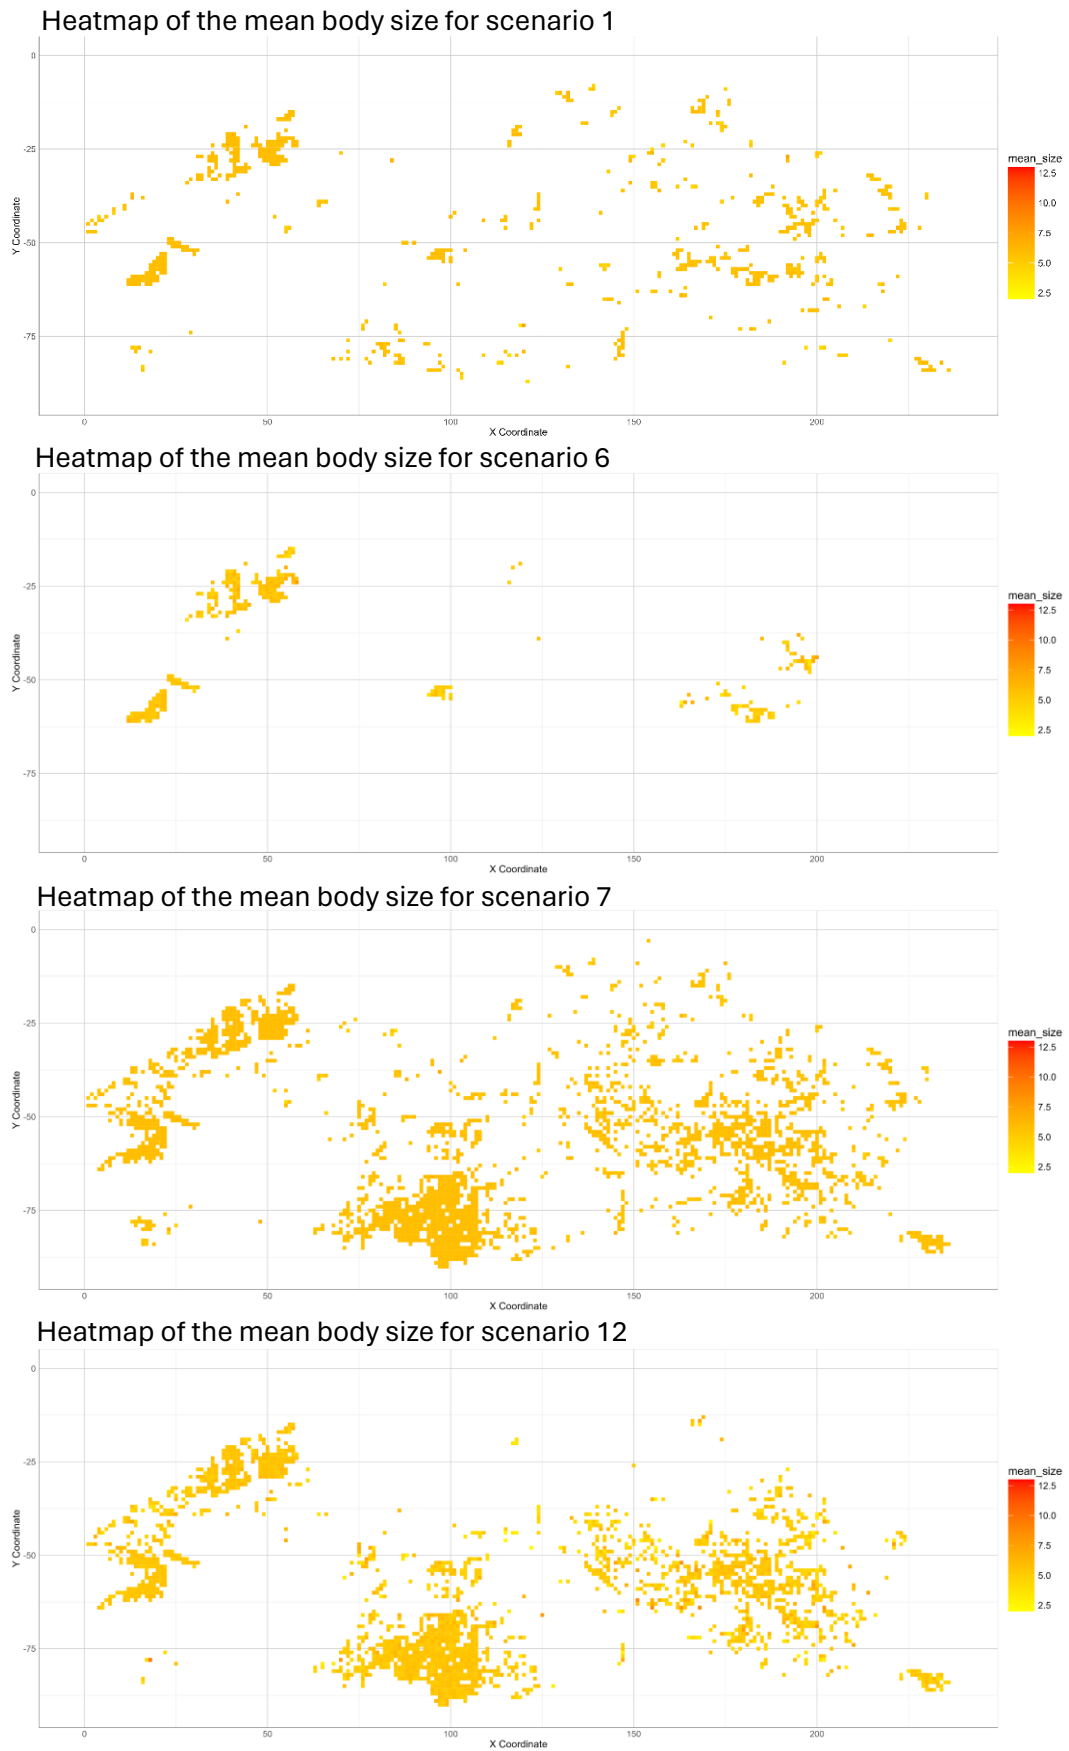 Heatmap of the mean body size for scenario 1
0
-25
-50
-75
Y Coordinate
0 50 100 150 200
X Coordinate
mean_size
12.5
10.0
7.5
5.0
2.5
Heatmap of the mean body size for scenario 6
0
-25
-50
-75
Y Coordinate
0 50 100 150 200
X Coordinate
mean_size
12.5
10.0
7.5
5.0
2.5
Heatmap of the mean body size for scenario 7
0
-25
-50
-75
Y Coordinate
0 50 100 150 200
X Coordinate
mean_size
12.5
10.0
7.5
5.0
2.5
Heatmap of the mean body size for scenario 12
0
-25
-50
-75
Y Coordinate
0 50 100 150 200
X Coordinate
mean_size
12.5
10.0
7.5
5.0
2.5